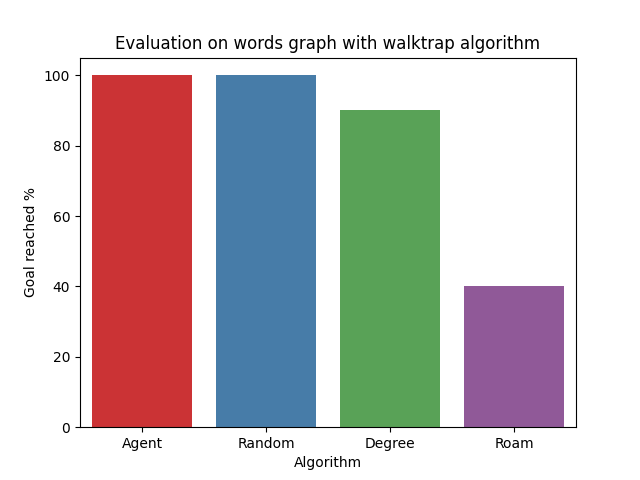 Evaluation on words graph with walktrap algorithm
Goal reached %
100
80
60
40
20
0
Agent Random Degree Roam
Algorithm